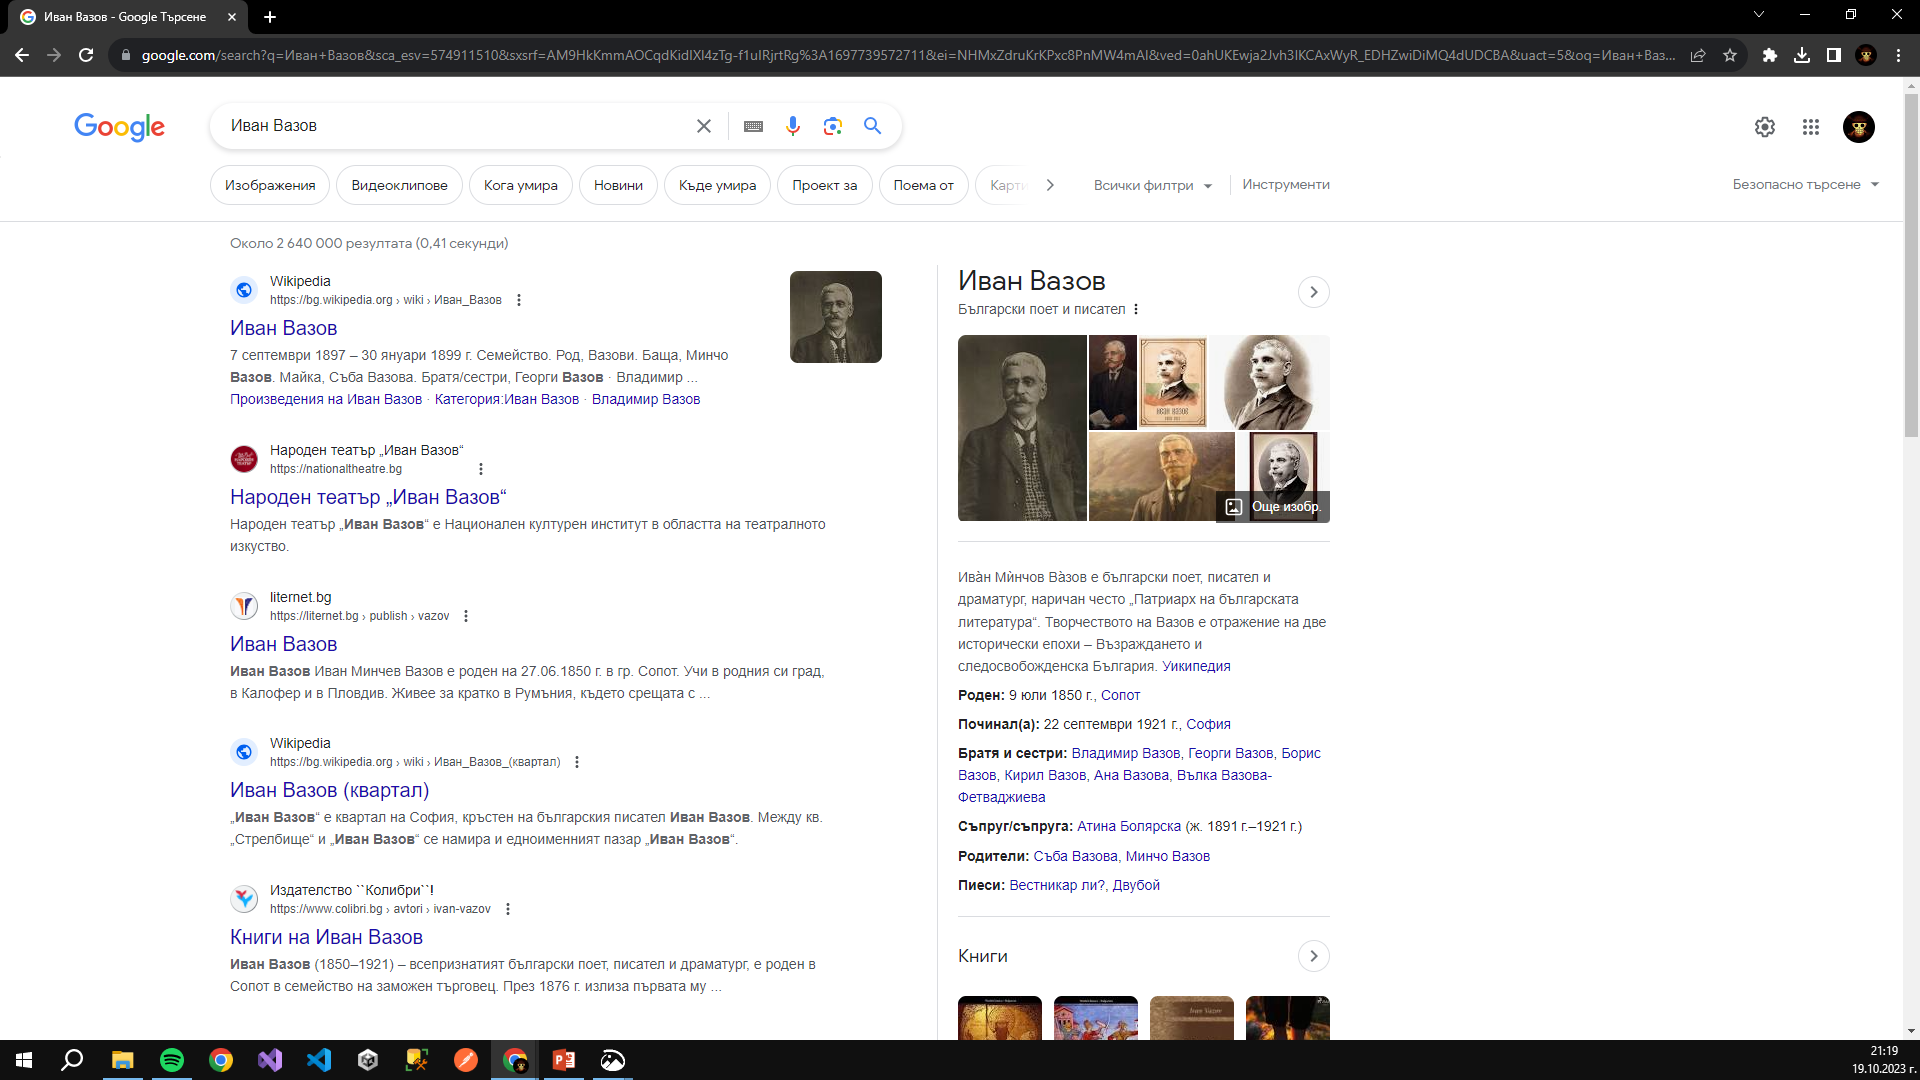 Иван Вазов - Google Търсене
google.com/search?q=Иван+Вазов&sca_esv=574911510&sxsrf=AM9HkKmmAOCqdKidlXl4zTg-f1uIRjrtRg%3A1697739572711&ei=NHMxZdruKrKPxc8PnMW4mAI&ved=0ahUKEwja2Jvh3IKCAxWyR_EDHZwiDiMQ4dUDCBA&uact=5&oq=Иван+Ваз...
Google
Иван Вазов
Изображения
Видеоклипове
Кога умира
Новини
Къде умира
Проект за
Поема от
Всички филтри
Инструменти
Безопасно търсене
Около 2 640 000 резултата (0,41 секунди)
Wikipedia
https://bg.wikipedia.org › wiki › Иван_Вазов
Иван Вазов
7 септември 1897 – 30 януари 1899 г. Семейство. Род, Вазови. Баща, Минчо
Вазов. Майка, Съба Вазова. Братя/сестри, Георги Вазов · Владимир ...
Произведения на Иван Вазов · Категория:Иван Вазов · Владимир Вазов
Народен театър „Иван Вазов“
https://nationaltheatre.bg
Народен театър „Иван Вазов“
Народен театър „Иван Вазов“ е Национален културен институт в областта на театралното
изкуство.
liternet.bg
https://liternet.bg › publish › vazov
Иван Вазов
Иван Вазов Иван Минчев Вазов е роден на 27.06.1850 г. в гр. Сопот. Учи в родния си град,
в Калофер и в Пловдив. Живее за кратко в Румъния, където срещата с ...
Wikipedia
https://bg.wikipedia.org › wiki › Иван_Вазов_(квартал)
Иван Вазов (квартал)
„Иван Вазов“ е квартал на София, кръстен на българския писател Иван Вазов. Между кв.
„Стрелбище“ и „Иван Вазов“ се намира и едноименният пазар „Иван Вазов“.
Издателство ``Колибри``!
https://www.colibri.bg › avtori › ivan-vazov
Книги на Иван Вазов
Иван Вазов (1850–1921) – всепризнатият български поет, писател и драматург, е роден в
Сопот в семейство на заможен търговец. През 1876 г. излиза първата му ...
Иван Вазов
Български поет и писател
ИВАН ВАЗОВ
Още изобр.
Ива̀н Мѝнчов Ва̀зов е български поет, писател и
драматург, наричан често „Патриарх на българската
литература“. Творчеството на Вазов е отражение на две
исторически епохи – Възраждането и
следосвобожденска България. Уикипедия
Роден: 9 юли 1850 г., Сопот
Починал(а): 22 септември 1921 г., София
Братя и сестри: Владимир Вазов, Георги Вазов, Борис
Вазов, Кирил Вазов, Ана Вазова, Вълка Вазова-
Фетваджиева
Съпруг/съпруга: Атина Болярска (ж. 1891 г.–1921 г.)
Родители: Съба Вазова, Минчо Вазов
Пиеси: Вестникар ли?, Двубой
Книги
Ivan Vazov
21:19
19.10.2023 г.